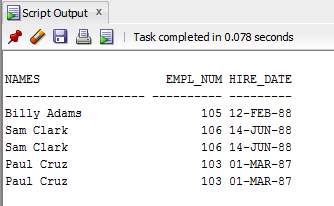 Script Output x
Task completed in 0.078 seconds
NAMES EMPL_NUM HIRE_DATE
-------------------- ---------- ---------
Billy Adams 105 12-FEB-88
Sam Clark 106 14-JUN-88
Sam Clark 106 14-JUN-88
Paul Cruz 103 01-MAR-87
Paul Cruz 103 01-MAR-87